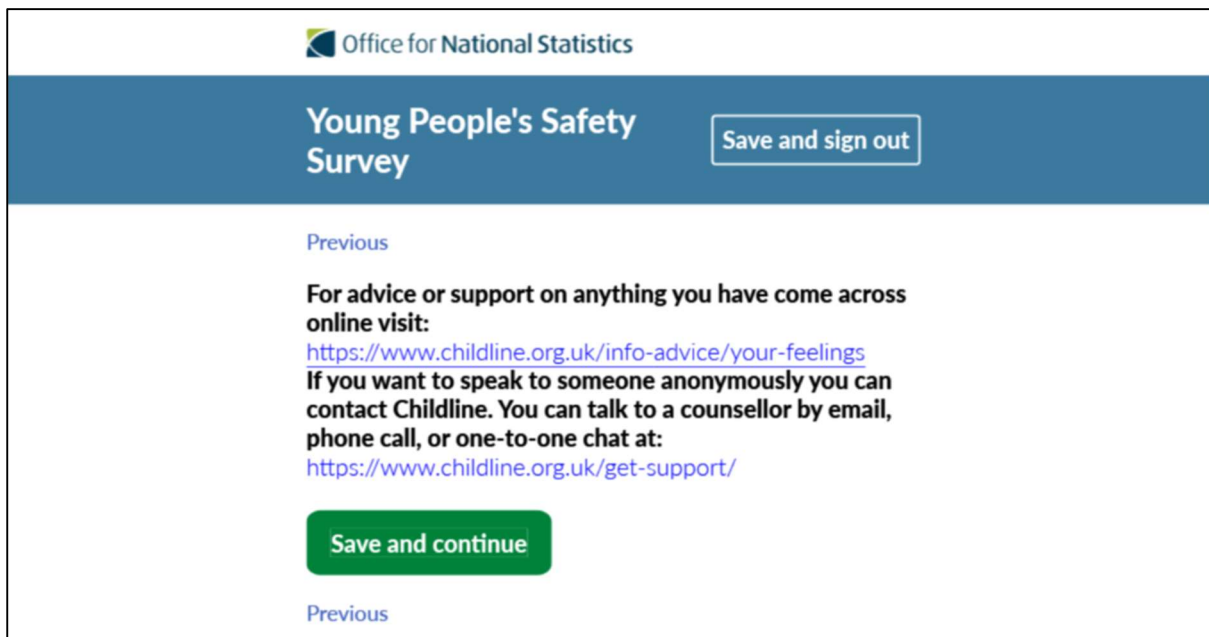 Office for National Statistics
Young People's Safety
Survey
Save and sign out
Previous
For advice or support on anything you have come across
online visit:
https://www.childline.org.uk/info-advice/your-feelings
If you want to speak to someone anonymously you can
contact Childline. You can talk to a counsellor by email,
phone call, or one-to-one chat at:
https://www.childline.org.uk/get-support/
Save and continue
Previous